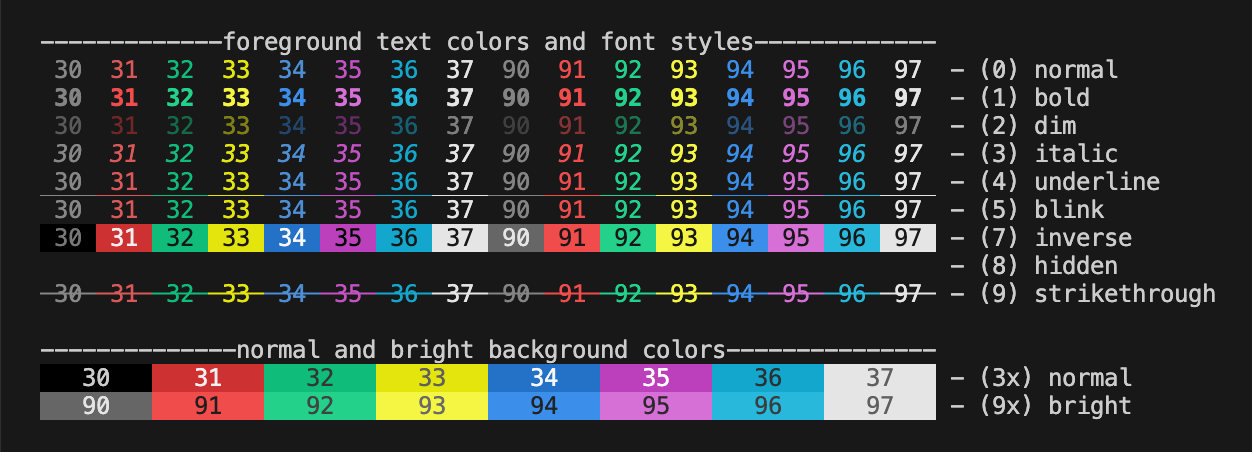 -------------foreground text colors and font styles-------------
30 31 32 33 34 35 36 37 90 91 92 93 94 95 96 97 - (0) normal
30 31 32 33 34 35 36 37 90 91 92 93 94 95 96 97 - (1) bold
30 31 32 33 34 35 36 37 90 91 92 93 94 95 96 97 - (2) dim
30 31 32 33 34 35 36 37 90 91 92 93 94 95 96 97 - (3) italic
30 31 32 33 34 35 36 37 90 91 92 93 94 95 96 97 - (4) underline
30 31 32 33 34 35 36 37 90 91 92 93 94 95 96 97 - (5) blink
30 31 32 33 34 35 36 37 90 91 92 93 94 95 96 97 - (7) inverse
- (8) hidden
30 31 32 33 34 35 36 37 90 91 92 93 94 95 96 97 - (9) strikethrough
--------------normal and bright background colors---------------
30 31 32 33 34 35 36 37 - (3x) normal
90 91 92 93 94 95 96 97 - (9x) bright